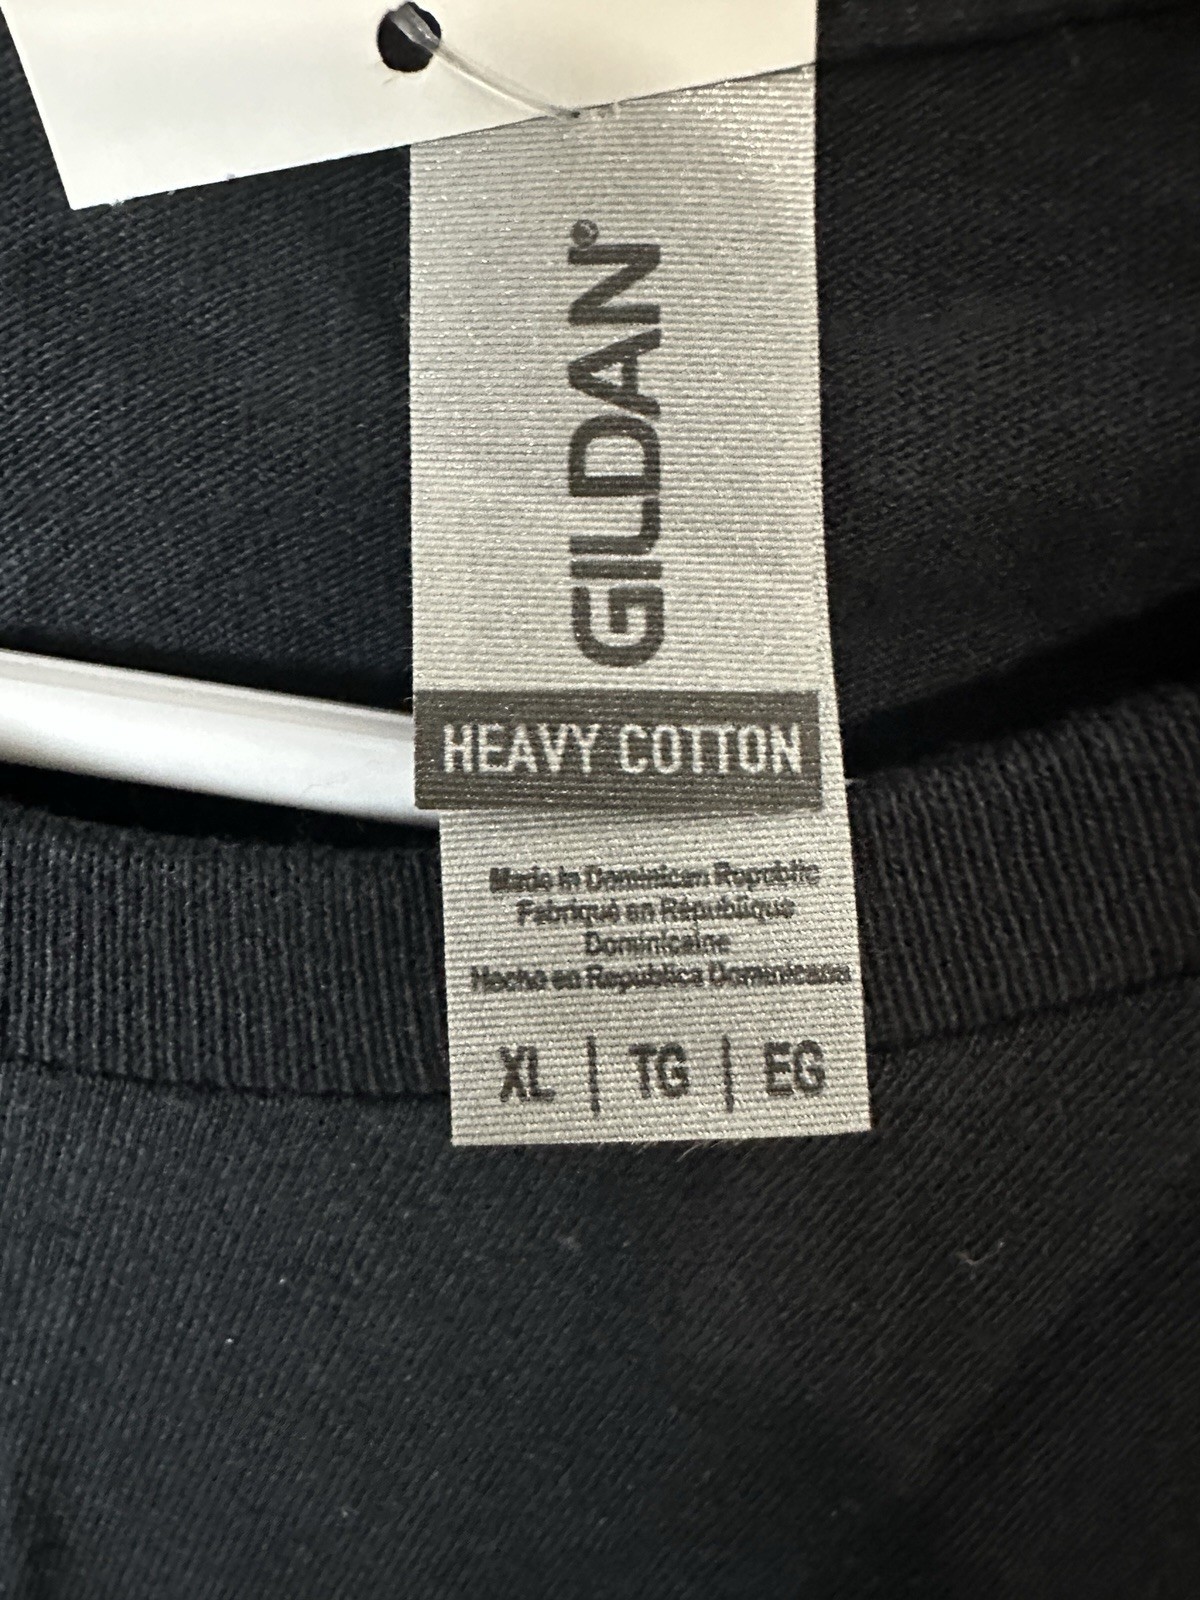 GILDAN®
HEAVY COTTON
Made in Dominican Republic
Fabriqué en République
Dominicaine
Hecho en República Dominicana
XL | TG | EG